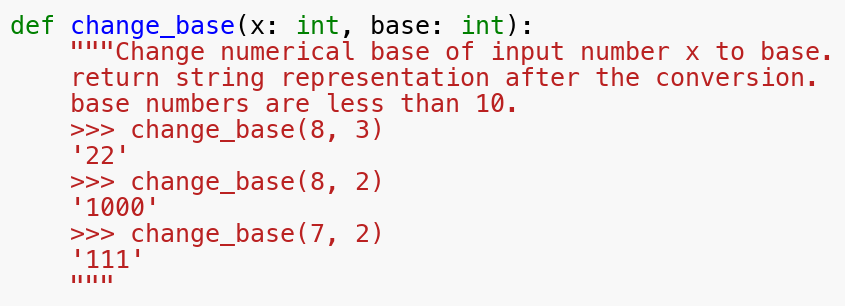 def change_base(x: int, base: int):
    """Change numerical base of input number x to base.
    return string representation after the conversion.
    base numbers are less than 10.
    >>> change_base(8, 3)
    '22'
    >>> change_base(8, 2)
    '1000'
    >>> change_base(7, 2)
    '111'
    """